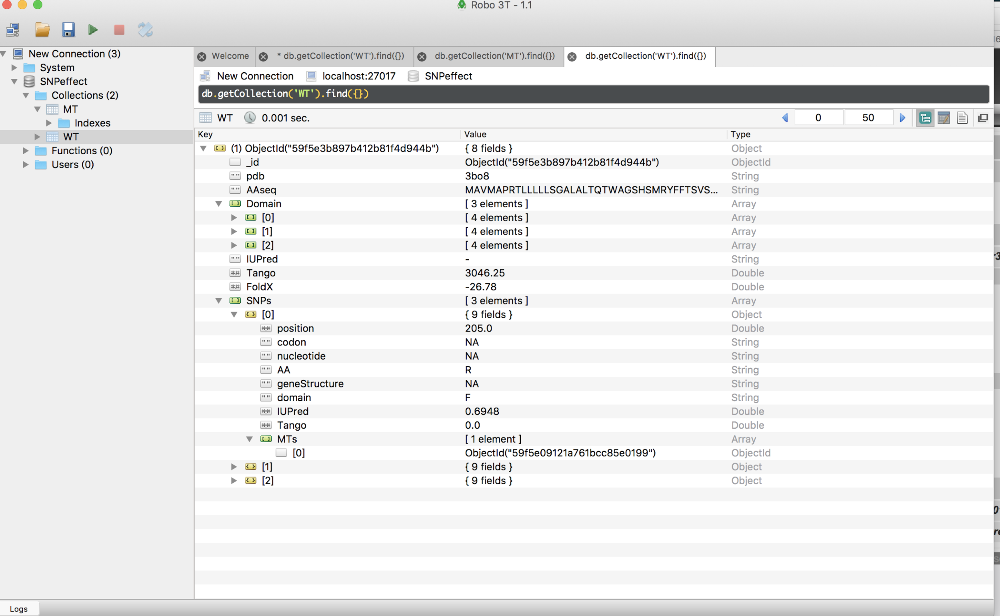 Robo 3T - 1.1
New Connection (3)
System
SNPeffect
Collections (2)
MT
Indexes
WT
Functions (0)
Users (0)
Welcome
* db.getCollection('WT').find({})
db.getCollection('MT').find({})
db.getCollection('WT').find({})
New Connection localhost:27017 SNPeffect
db.getCollection('WT').find({})
WT 0.001 sec. 0 50
Key Value Type
(1) ObjectId("59f5e3b897b412b81f4d944b") { 8 fields } Object
_id ObjectId("59f5e3b897b412b81f4d944b") ObjectId
pdb 3bo8 String
AAseq MAVMAPRTLLLLLSGALALTQTWAGSHSMRYFFTSVS... String
Domain [ 3 elements ] Array
[0] [ 4 elements ] Array
[1] [ 4 elements ] Array
[2] [ 4 elements ] Array
IUPred - String
Tango 3046.25 Double
FoldX -26.78 Double
SNPs [ 3 elements ] Array
[0] { 9 fields } Object
position 205.0 Double
codon NA String
nucleotide NA String
AA R String
geneStructure NA String
domain F String
IUPred 0.6948 Double
Tango 0.0 Double
MTs [ 1 element ] Array
[0] ObjectId("59f5e09121a761bcc85e0199") ObjectId
[1] { 9 fields } Object
[2] { 9 fields } Object
Logs